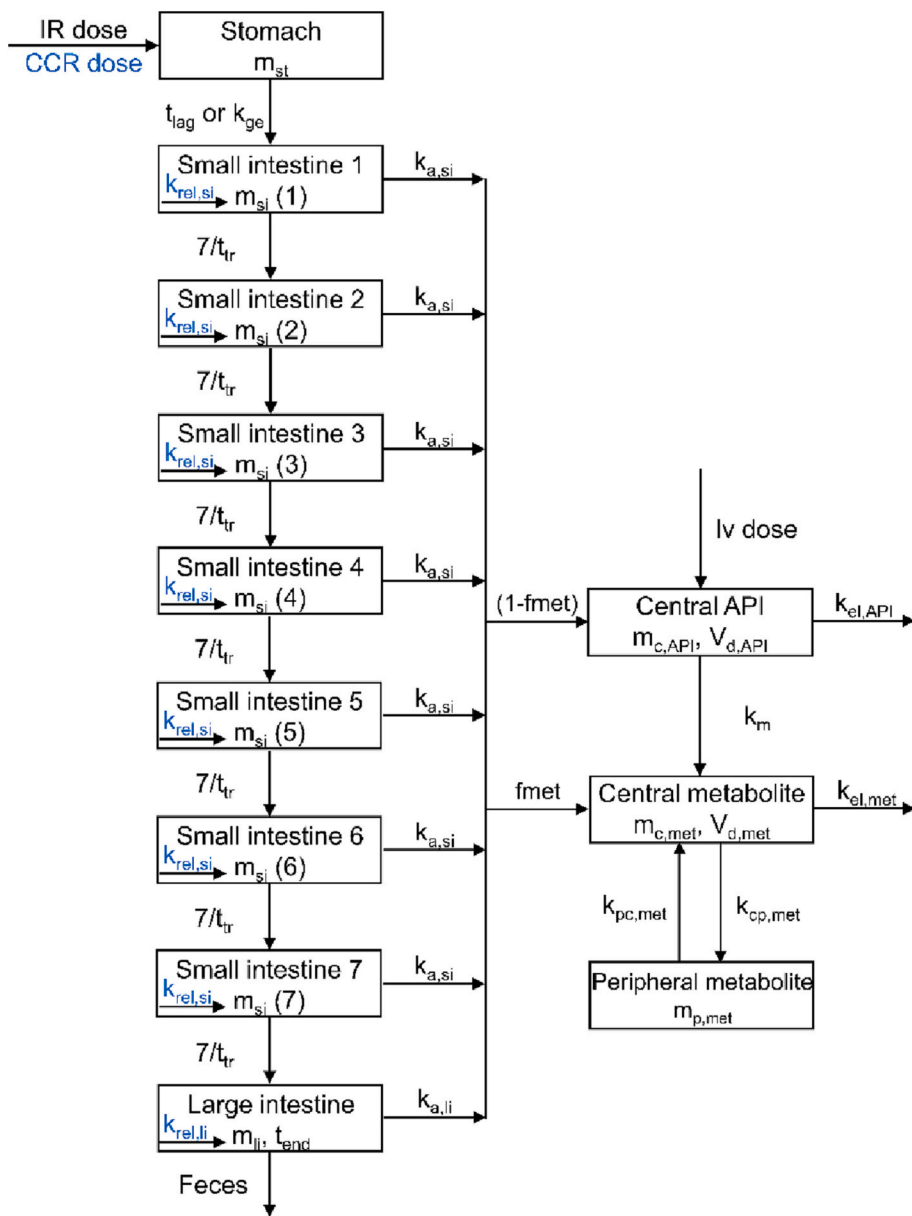 IR dose
CCR dose
Stomach
m_st
t_lag or k_ge
Small intestine 1
k_rel,si m_si (1)
k_a,si
7/t_tr
Small intestine 2
k_rel,si m_si (2)
k_a,si
7/t_tr
Small intestine 3
k_rel,si m_si (3)
k_a,si
7/t_tr
Small intestine 4
k_rel,si m_si (4)
k_a,si
7/t_tr
Small intestine 5
k_rel,si m_si (5)
k_a,si
7/t_tr
Small intestine 6
k_rel,si m_si (6)
k_a,si
7/t_tr
Small intestine 7
k_rel,si m_si (7)
k_a,si
7/t_tr
Large intestine
k_rel,li m_li, t_end
k_a,li
Feces
Iv dose
(1-fmet)
Central API
m_c,API, V_d,API
k_el,API
k_m
fmet
Central metabolite
m_c,met, V_d,met
k_el,met
k_pc,met
k_cp,met
Peripheral metabolite
m_p,met